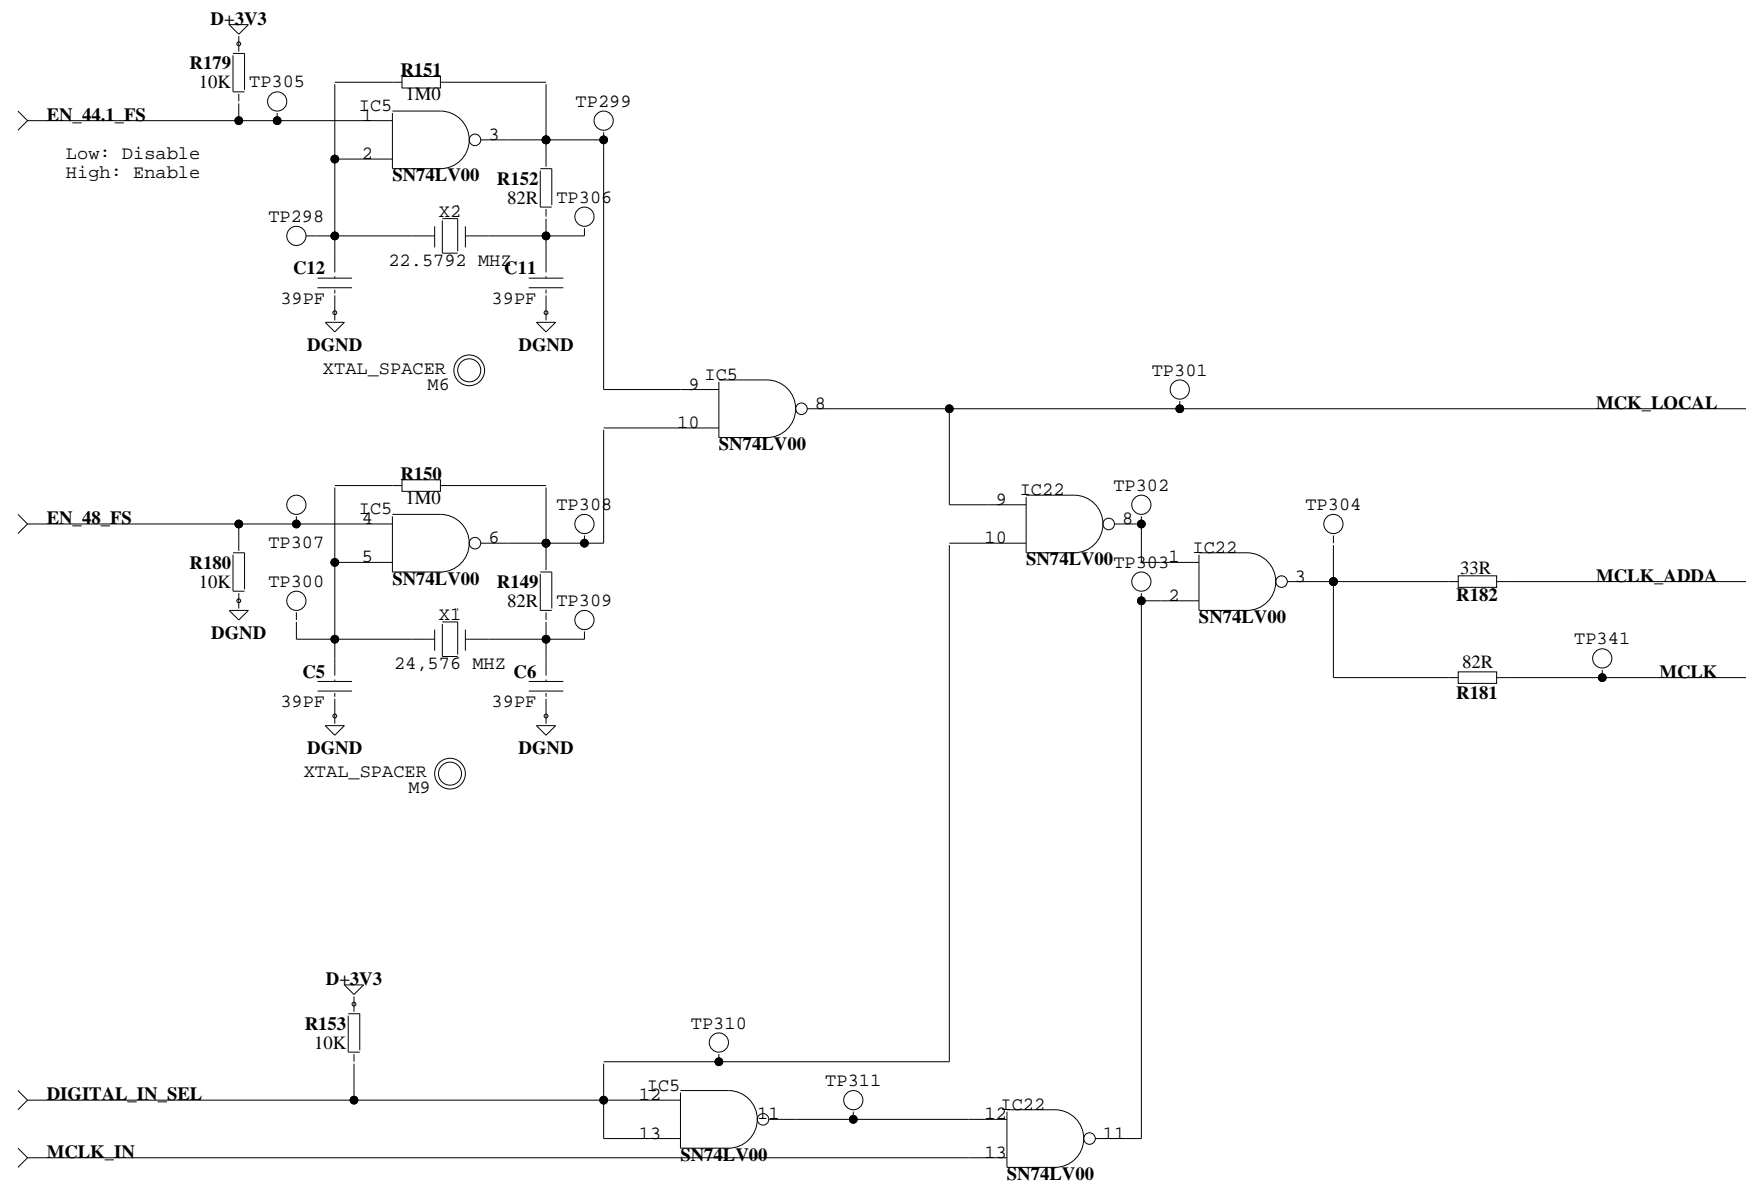 D+3V3
R179
10K
TP305
EN_44.1_FS
Low: Disable
High: Enable
R151
1M0
IC5
1
2
3
SN74LV00
TP299
R152
82R
TP306
TP298
X2
22.5792 MHZ
C12
39PF
DGND
C11
39PF
DGND
XTAL_SPACER
M6
IC5
9
10
8
SN74LV00
TP301
MCK_LOCAL
R150
1M0
EN_48_FS
TP307
IC5
4
5
6
SN74LV00
TP308
R180
10K
DGND
TP300
R149
82R
TP309
X1
24,576 MHZ
C5
39PF
DGND
C6
39PF
DGND
XTAL_SPACER
M9
IC22
9
10
8
SN74LV00
TP302
TP303
IC22
1
2
3
SN74LV00
TP304
33R
R182
MCLK_ADDA
82R
R181
TP341
MCLK
D+3V3
R153
10K
DIGITAL_IN_SEL
MCLK_IN
TP310
IC5
12
13
11
SN74LV00
TP311
IC22
12
13
11
SN74LV00